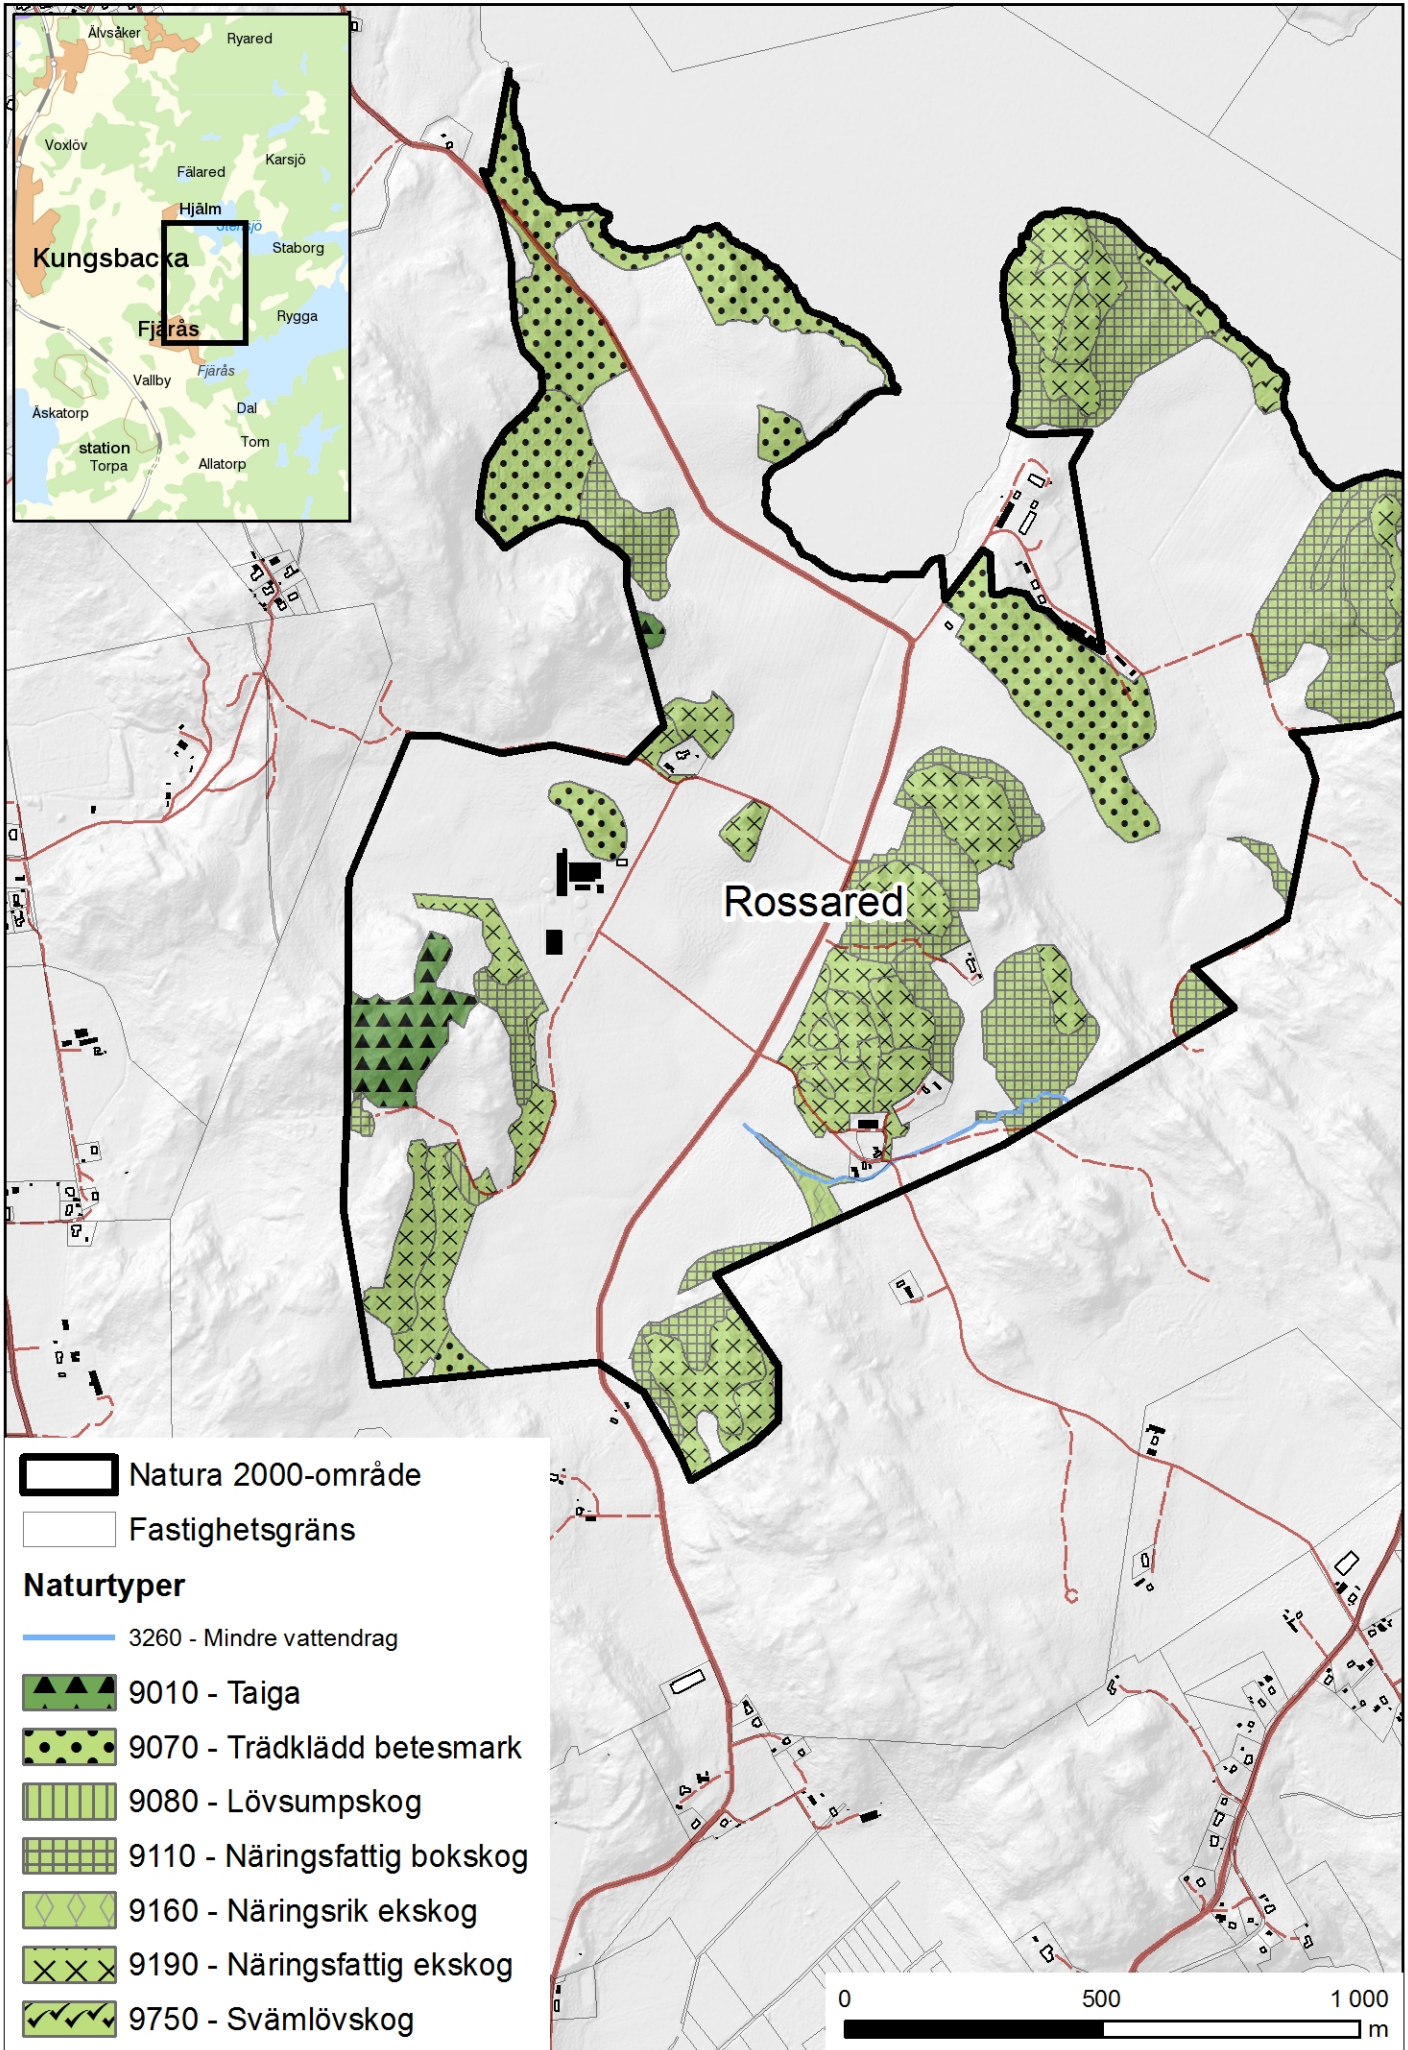 Älvsåker
Ryared
Voxlöv
Karsjö
Fälared
Hjälm
Stensjö
Staborg
Kungsbacka
Rygga
Fjärås
Fjärås
Vallby
Åskatorp
Dal
Tom
station
Torpa
Allatorp
Rossared
Natura 2000-område
Fastighetsgräns
Naturtyper
3260 - Mindre vattendrag
9010 - Taiga
9070 - Trädklädd betesmark
9080 - Lövsumpskog
9110 - Näringsfattig bokskog
9160 - Näringsrik ekskog
9190 - Näringsfattig ekskog
9750 - Svämlövskog
0 500 1 000
m